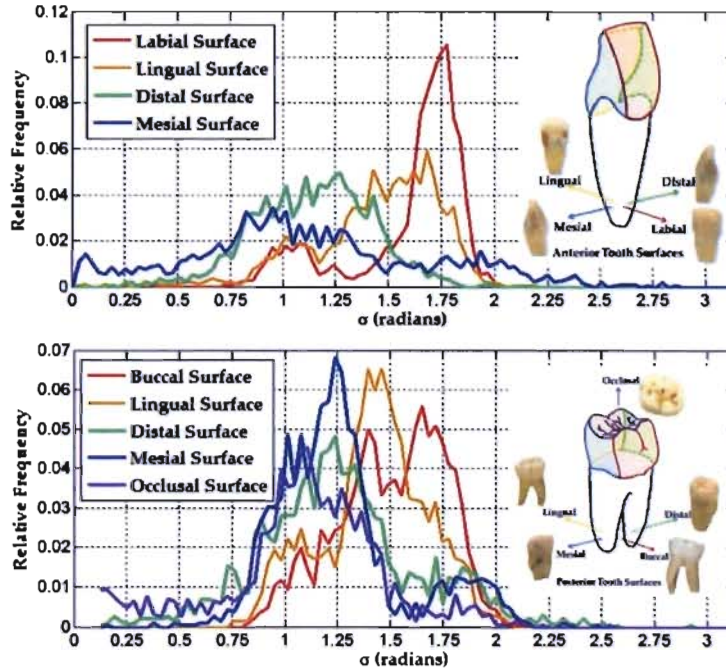 0.12
0.1
0.08
0.06
0.04
0.02
0
Relative Frequency
Labial Surface
Lingual Surface
Distal Surface
Mesial Surface
Lingual
Distal
Mesial
Labial
Anterior Tooth Surfaces
0 0.25 0.5 0.75 1 1.25 1.5 1.75 2 2.25 2.5 2.75 3
σ (radians)
0.07
0.06
0.05
0.04
0.03
0.02
0.01
0
Relative Frequency
Buccal Surface
Lingual Surface
Distal Surface
Mesial Surface
Occlusal Surface
Occlusal
Lingual
Distal
Mesial
Buccal
Posterior Tooth Surfaces
0 0.25 0.5 0.75 1 1.25 1.5 1.75 2 2.25 2.5 2.75 3
σ (radians)